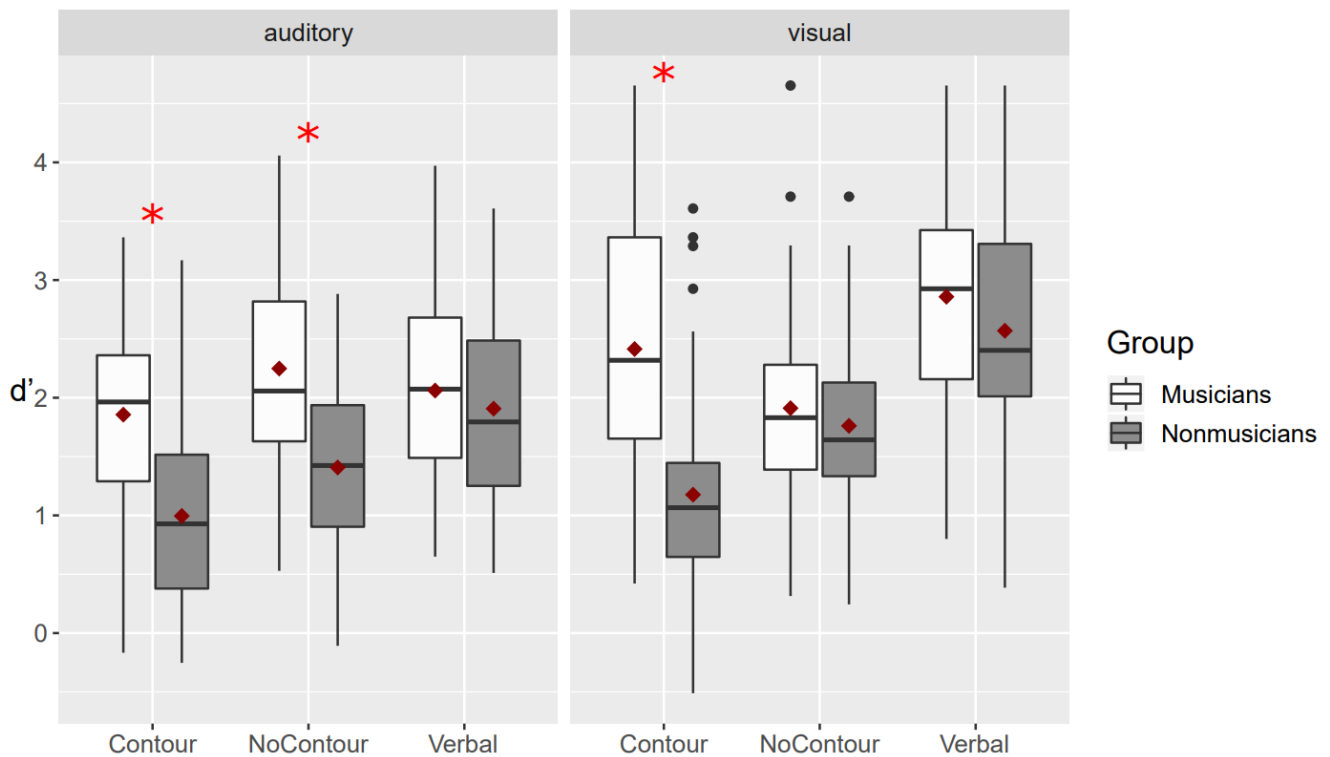 auditory
visual
*
*
*
4
3
d’
2
1
0
Contour
NoContour
Verbal
Contour
NoContour
Verbal
Group
Musicians
Nonmusicians